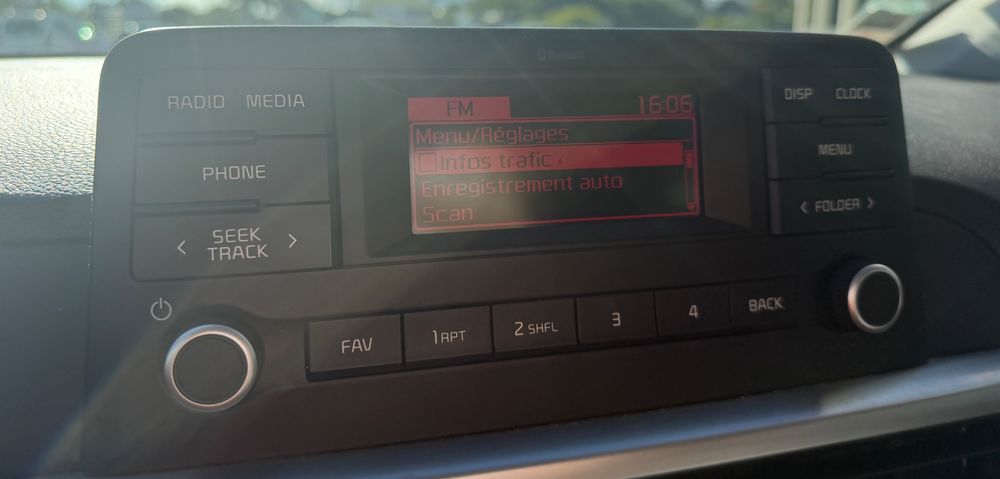 Bluetooth
RADIO MEDIA
PHONE
< SEEK TRACK >
FM 16:06
Menu/Réglages
Infos trafic
Enregistrement auto
Scan
DISP CLOCK
MENU
< FOLDER >
FAV
1 RPT
2 SHFL
3
4
BACK